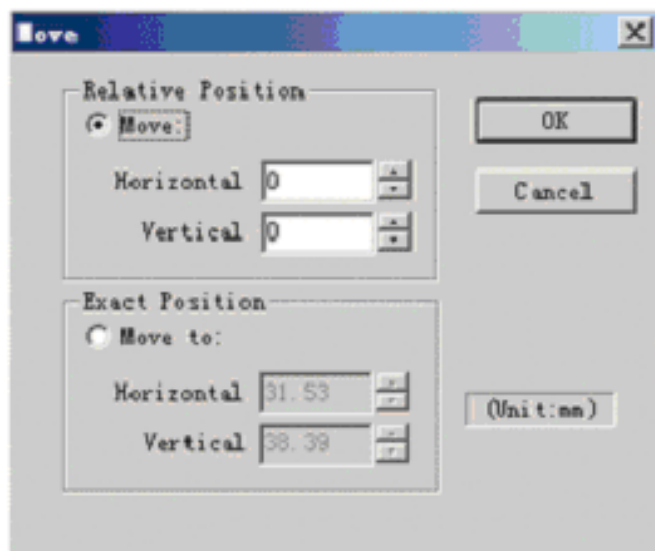 Move
Relative Position
Move:
Horizontal 0
Vertical 0
OK
Cancel
Exact Position
Move to:
Horizontal 31.53
Vertical 38.39
(Unit:mm)